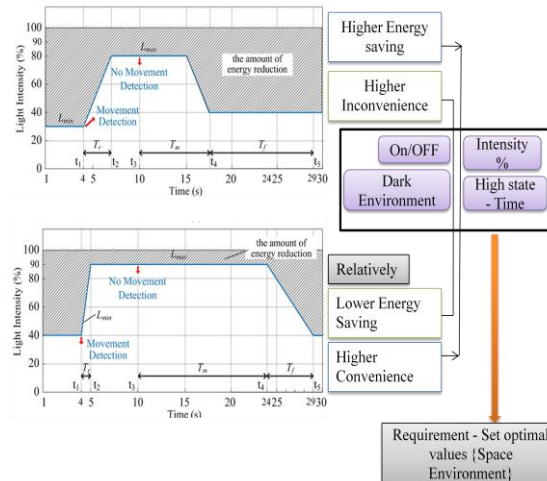 100
100
80
60
40
20
0
Light Intensity (%)
Lmax
the amount of
energy reduction
No Movement
Detection
Lmin
Movement
Detection
Tr
Tm
Tf
t1
t2
t3
t4
t5
1
4
5
10
15
20
2425
2930
Time (s)
100
100
80
60
40
20
0
Light Intensity (%)
the amount of
energy reduction
Lmax
No Movement
Detection
Lmin
Movement
Detection
Tr
Tm
Tf
t1
t2
t3
t4
t5
1
4 5
10
15
20
2425
2930
Time (s)
Higher Energy
saving
Higher
Inconvenience
On/OFF
Intensity
%
Dark
Environment
High state
- Time
Relatively
Lower Energy
Saving
Higher
Convenience
Requirement - Set optimal
values {Space
Environment}